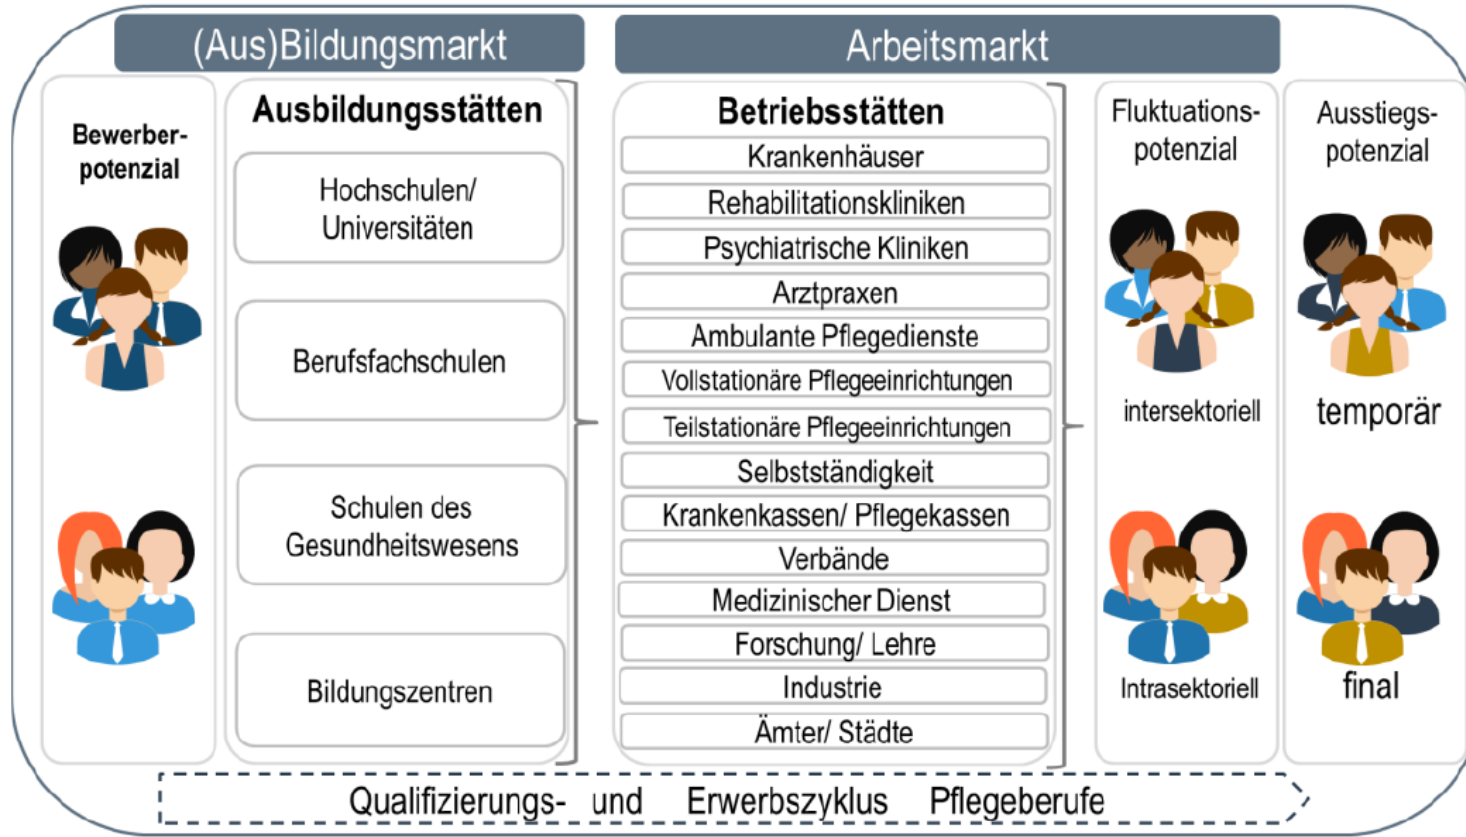 (Aus)Bildungsmarkt
Arbeitsmarkt
Bewerber-
potenzial
Ausbildungsstätten
Hochschulen/
Universitäten
Berufsfachschulen
Schulen des
Gesundheitswesens
Bildungszentren
Betriebsstätten
Krankenhäuser
Rehabilitationskliniken
Psychiatrische Kliniken
Arztpraxen
Ambulante Pflegedienste
Vollstationäre Pflegeeinrichtungen
Teilstationäre Pflegeeinrichtungen
Selbstständigkeit
Krankenkassen/ Pflegekassen
Verbände
Medizinischer Dienst
Forschung/ Lehre
Industrie
Ämter/ Städte
Fluktuations-
potenzial
intersektoriell
Intrasektoriell
Ausstiegs-
potenzial
temporär
final
Qualifizierungs- und Erwerbszyklus Pflegeberufe